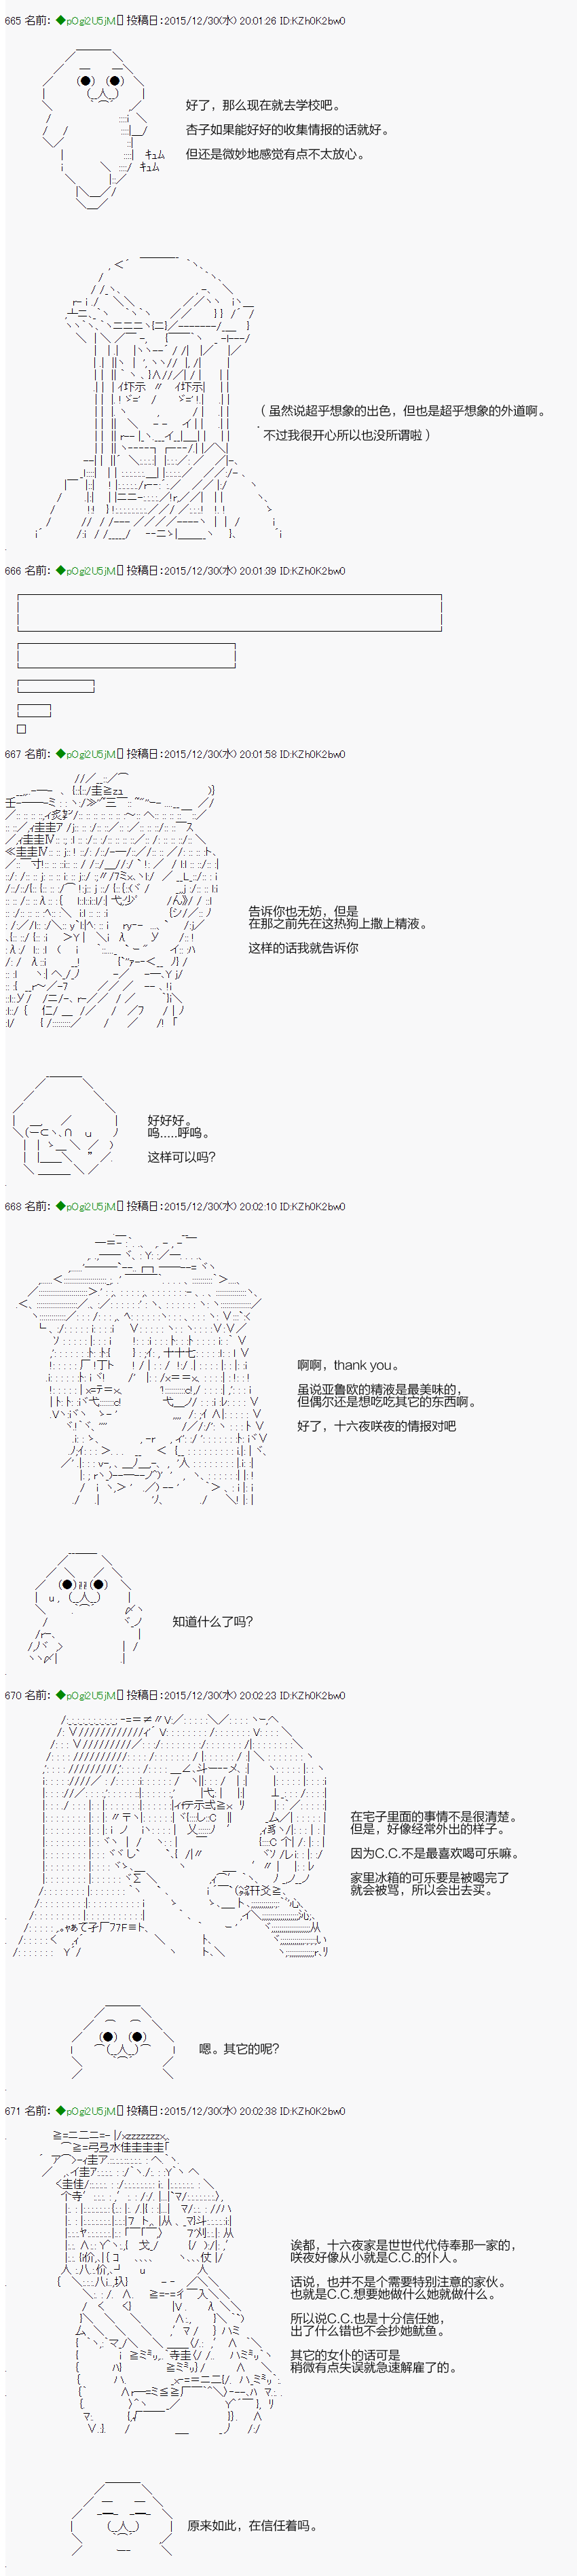 665 名前：◆pOgi2U5jM.[] 投稿日：2015/12/30(水) 20:01:26 ID:KZh0K2bw0
好了，那么现在就去学校吧。
杏子如果能好好的收集情报的话就好。
但还是微妙地感觉有点不太放心。
ｷｭﾑ
ｷｭﾑ
（虽然说超乎想象的出色，但也是超乎想象的外道啊。
不过我很开心所以也没所谓啦）
666 名前：◆pOgi2U5jM.[] 投稿日：2015/12/30(水) 20:01:39 ID:KZh0K2bw0
667 名前：◆pOgi2U5jM.[] 投稿日：2015/12/30(水) 20:01:58 ID:KZh0K2bw0
告诉你也无妨，但是
在那之前先在这热狗上撒上精液。
这样的话我就告诉你
好好好。
呜.....呼呜。
这样可以吗？
668 名前：◆pOgi2U5jM.[] 投稿日：2015/12/30(水) 20:02:10 ID:KZh0K2bw0
啊啊，thank you。
虽说亚鲁欧的精液是最美味的，
但偶尔还是想吃吃其它的东西啊。
好了，十六夜咲夜的情报对吧
知道什么了吗？
670 名前：◆pOgi2U5jM.[] 投稿日：2015/12/30(水) 20:02:23 ID:KZh0K2bw0
在宅子里面的事情不是很清楚。
但是，好像经常外出的样子。
因为C.C.不是最喜欢喝可乐嘛。
家里冰箱的可乐要是被喝完了
就会被骂，所以会出去买。
嗯。其它的呢？
671 名前：◆pOgi2U5jM.[] 投稿日：2015/12/30(水) 20:02:38 ID:KZh0K2bw0
诶都，十六夜家是世世代代侍奉那一家的，
咲夜好像从小就是C.C.的仆人。
话说，也并不是个需要特别注意的家伙。
也就是C.C.想要她做什么她就做什么。
所以说C.C.也是十分信任她，
出了什么错也不会抄她鱿鱼。
其它的女仆的话可是
稍微有点失误就急速解雇了的。
原来如此，在信任着吗。